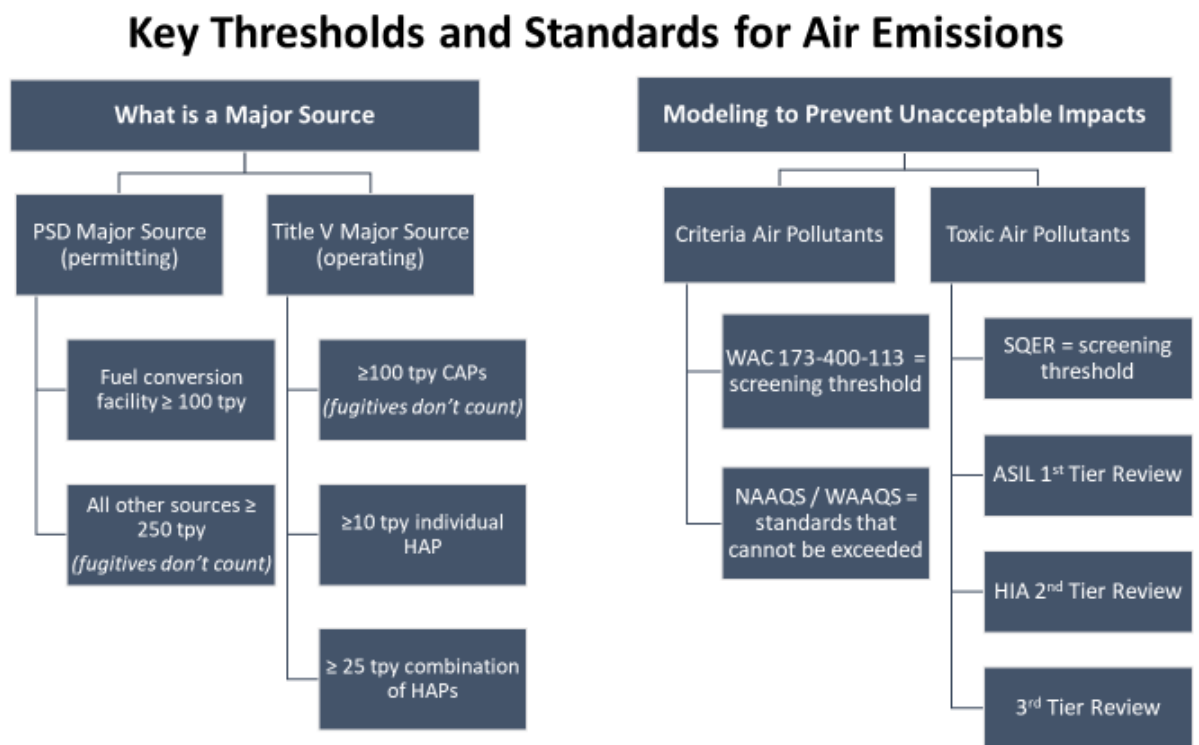 Key Thresholds and Standards for Air Emissions
What is a Major Source
PSD Major Source
(permitting)
Fuel conversion
facility ≥ 100 tpy
All other sources ≥
250 tpy
(fugitives don't count)
Title V Major Source
(operating)
≥100 tpy CAPs
(fugitives don't count)
≥10 tpy individual
HAP
≥ 25 tpy combination
of HAPs
Modeling to Prevent Unacceptable Impacts
Criteria Air Pollutants
WAC 173-400-113 =
screening threshold
NAAQS / WAAQS =
standards that
cannot be exceeded
Toxic Air Pollutants
SQER = screening
threshold
ASIL 1st Tier Review
HIA 2nd Tier Review
3rd Tier Review